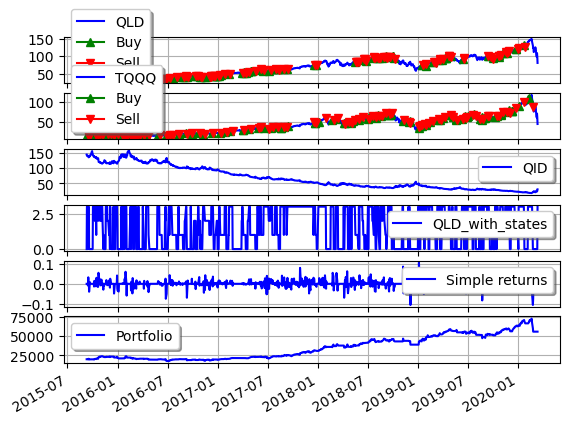 QLD
Buy
Sell
150
100
50
TQQQ
Buy
Sell
100
50
150
100
50
QID
2.5
0.0
QLD_with_states
0.1
0.0
−0.1
Simple returns
75000
50000
25000
Portfolio
2015-07
2016-01
2016-07
2017-01
2017-07
2018-01
2018-07
2019-01
2019-07
2020-01